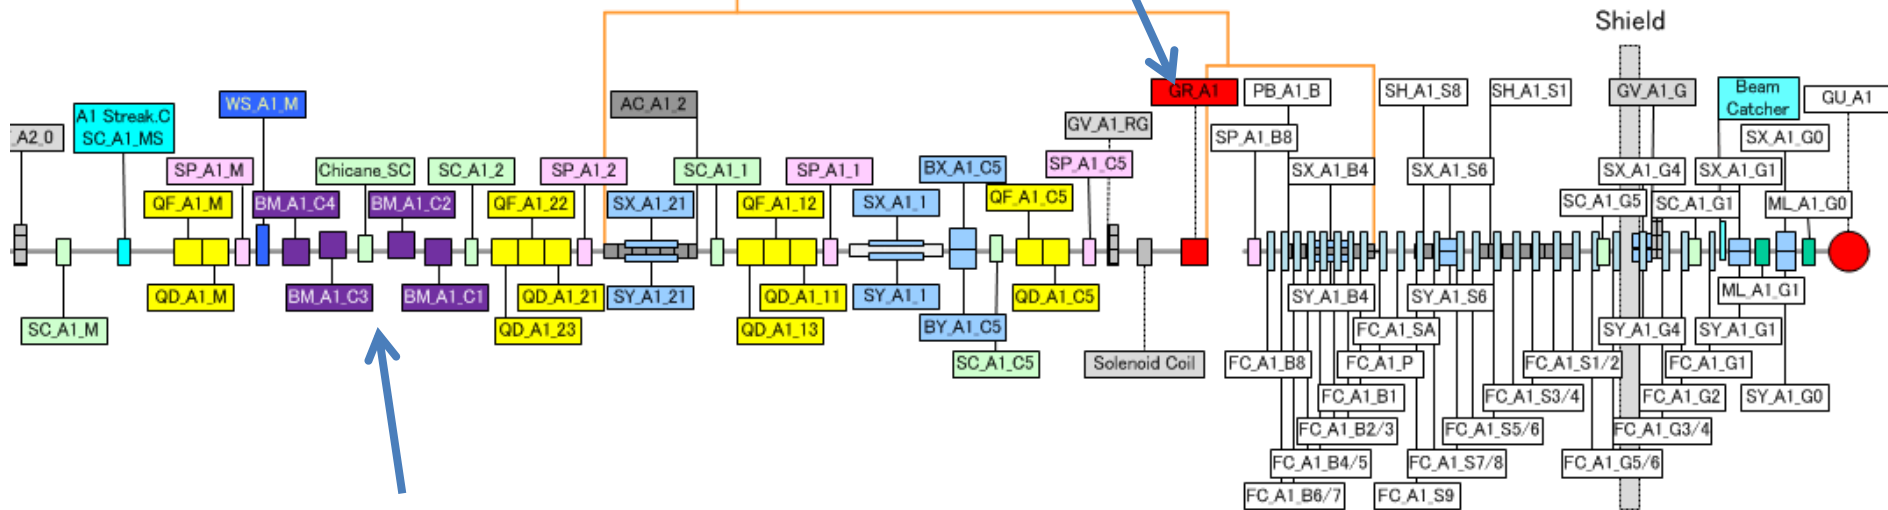 Shield
WS_A1_M
AC_A1_2
GR_A1
PB_A1_B
SH_A1_S8
SH_A1_S1
GV_A1_G
Beam
Catcher
GU_A1
_A2_0
A1 Streak.C
SC_A1_MS
GV_A1_RG
SP_A1_B8
SX_A1_G0
SP_A1_M
Chicane_SC
SC_A1_2
SP_A1_2
SC_A1_1
SP_A1_1
BX_A1_C5
SP_A1_C5
SX_A1_B4
SX_A1_S6
SX_A1_G4
SX_A1_G1
QF_A1_M
BM_A1_C4
BM_A1_C2
QF_A1_22
SX_A1_21
QF_A1_12
SX_A1_1
QF_A1_C5
SC_A1_G5
SC_A1_G1
ML_A1_G0
QD_A1_M
BM_A1_C3
BM_A1_C1
QD_A1_21
SY_A1_21
QD_A1_11
SY_A1_1
QD_A1_C5
SY_A1_B4
SY_A1_S6
ML_A1_G1
SC_A1_M
QD_A1_23
QD_A1_13
BY_A1_C5
FC_A1_SA
SY_A1_G4
SY_A1_G1
SC_A1_C5
Solenoid Coil
FC_A1_B8
FC_A1_P
FC_A1_S1/2
FC_A1_G1
FC_A1_B1
FC_A1_S3/4
FC_A1_G2
SY_A1_G0
FC_A1_B2/3
FC_A1_S5/6
FC_A1_G3/4
FC_A1_B4/5
FC_A1_S7/8
FC_A1_G5/6
FC_A1_B6/7
FC_A1_S9